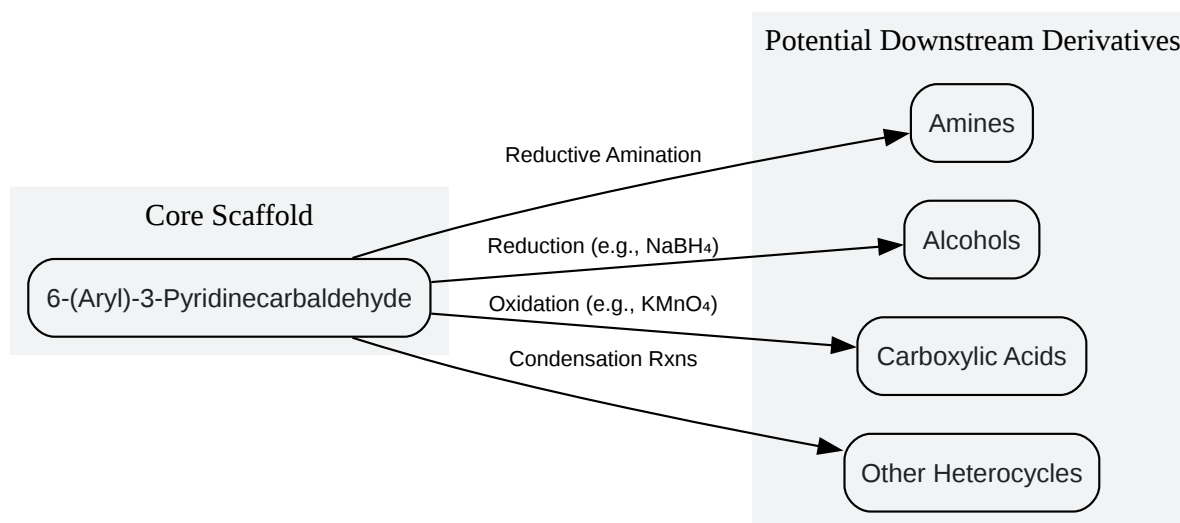 Potential Downstream Derivatives
Amines
Reductive Amination
Core Scaffold
Reduction (e.g., NaBH₄)
Alcohols
6-(Aryl)-3-Pyridinecarbaldehyde
Oxidation (e.g., KMnO₄)
Carboxylic Acids
Condensation Rxns
Other Heterocycles